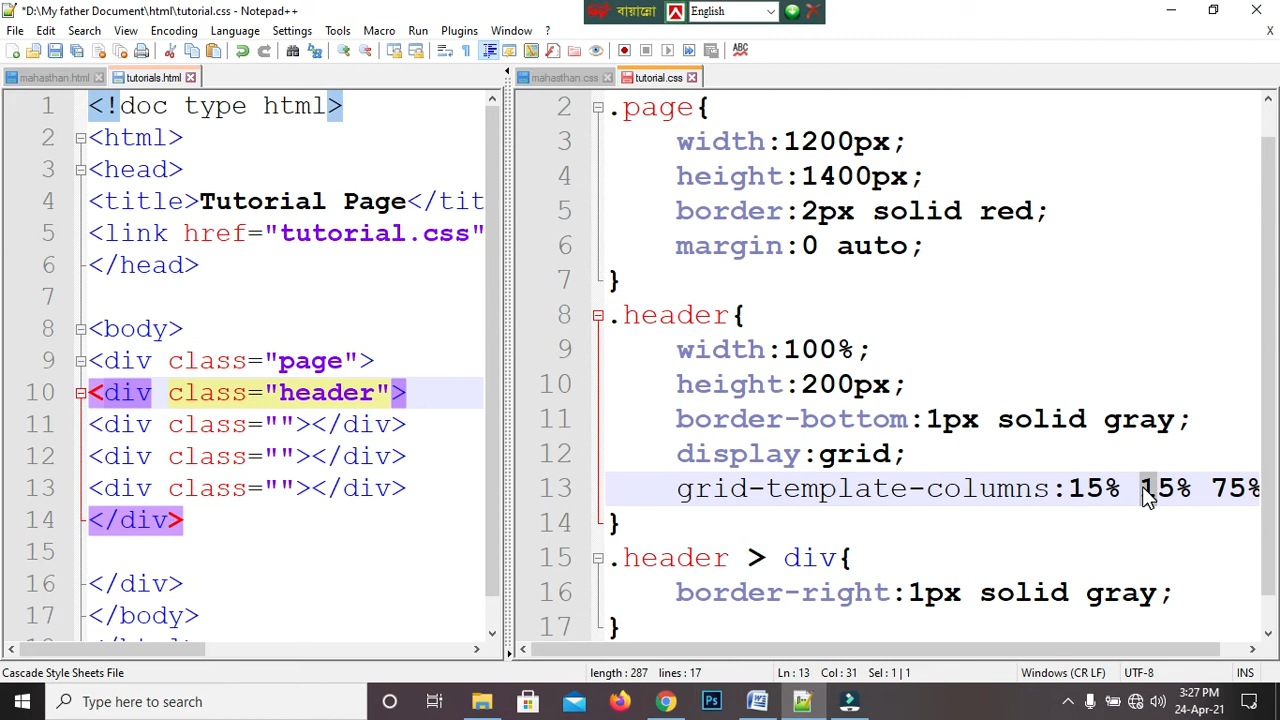 *D:\My father Document\html\tutorial.css - Notepad++
বায়ান্নো English
File Edit Search View Encoding Language Settings Tools Macro Run Plugins Window ? X
ABC
mahasthan.html tutorials.html mahasthan.css tutorial.css
1 <!doc type html>
2 <html>
3 <head>
4 <title>Tutorial Page</tit
5 <link href="tutorial.css"
6 </head>
7
8 <body>
9 <div class="page">
10 <div class="header">
11 <div class=""></div>
12 <div class=""></div>
13 <div class=""></div>
14 </div>
15
16 </div>
17 </body>
2 .page{
3 width:1200px;
4 height:1400px;
5 border:2px solid red;
6 margin:0 auto;
7 }
8 .header{
9 width:100%;
10 height:200px;
11 border-bottom:1px solid gray;
12 display:grid;
13 grid-template-columns:15% 15% 75%
14 }
15 .header > div{
16 border-right:1px solid gray;
17 }
Cascade Style Sheets File length : 287 lines : 17 Ln : 13 Col : 31 Sel : 1 | 1 Windows (CR LF) UTF-8 INS
Type here to search
3:27 PM
24-Apr-21